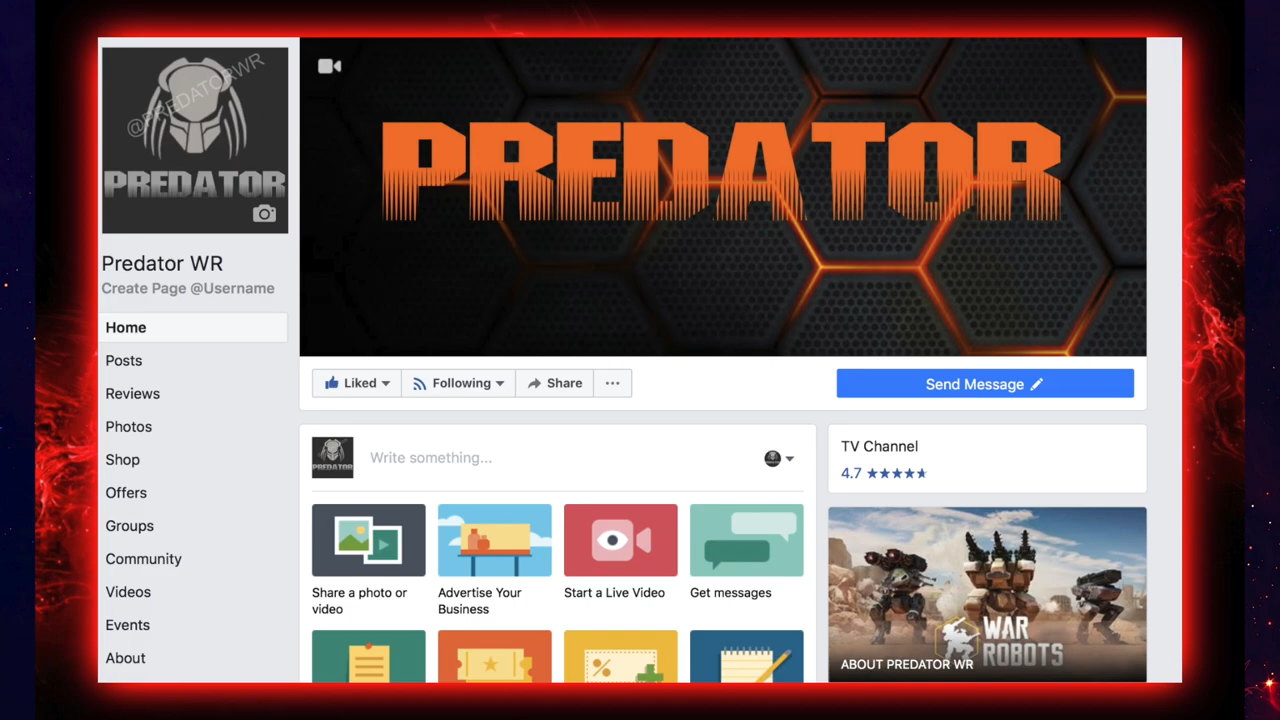 @PREDATORWR
PREDATOR
Predator WR
Create Page @Username
Home
Posts
Reviews
Photos
Shop
Offers
Groups
Community
Videos
Events
About
PREDATOR
Liked
Following
Share
...
Send Message
PREDATOR
Write something...
Share a photo or
video
Advertise Your
Business
Start a Live Video
Get messages
TV Channel
4.7
WAR
ROBOTS
ABOUT PREDATOR WR